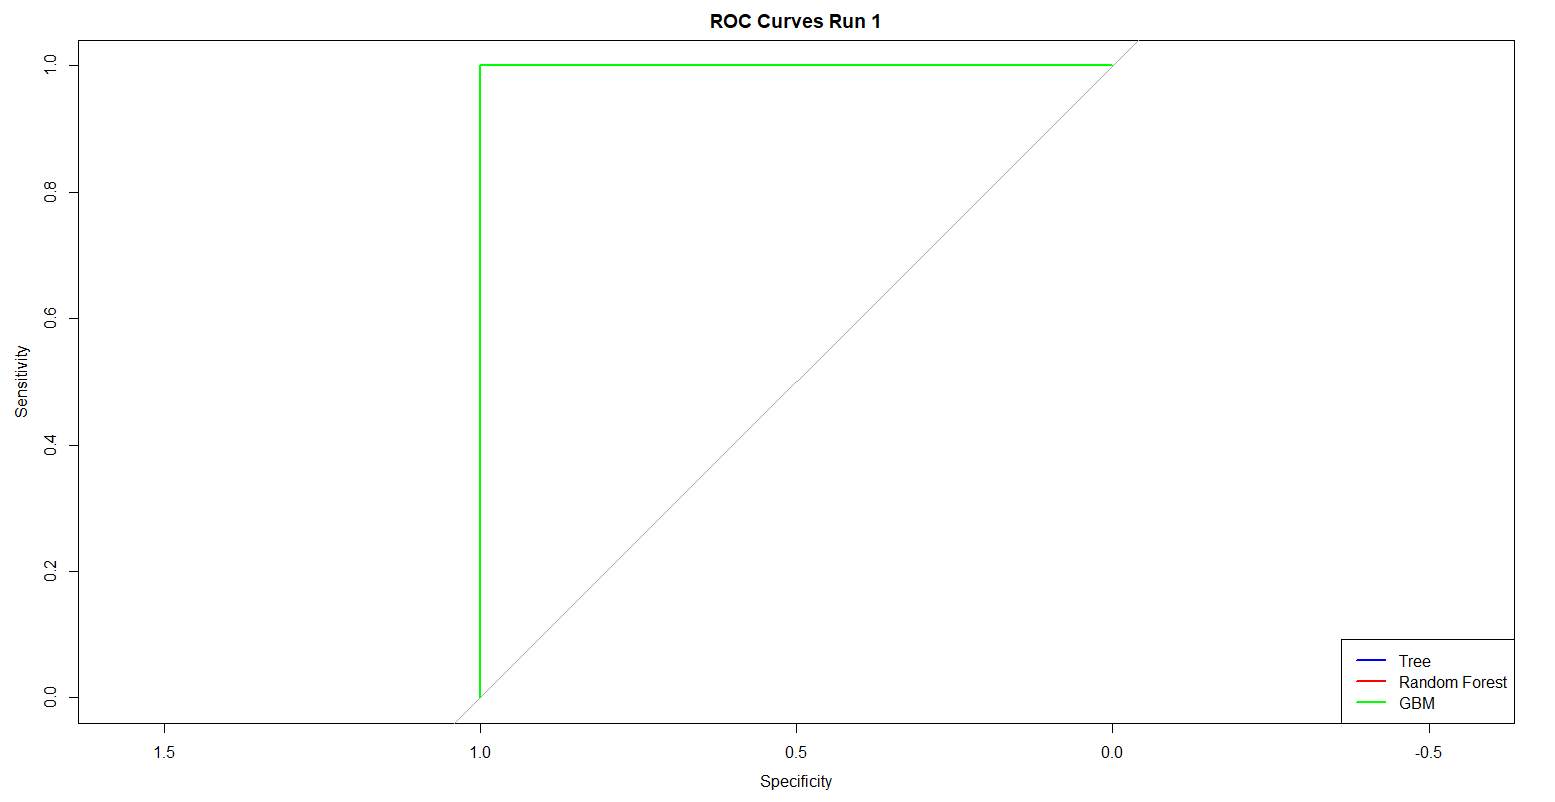 ROC Curves Run 1
1.0
0.8
0.6
0.4
0.2
0.0
Sensitivity
1.5
1.0
0.5
0.0
-0.5
Specificity
Tree
Random Forest
GBM